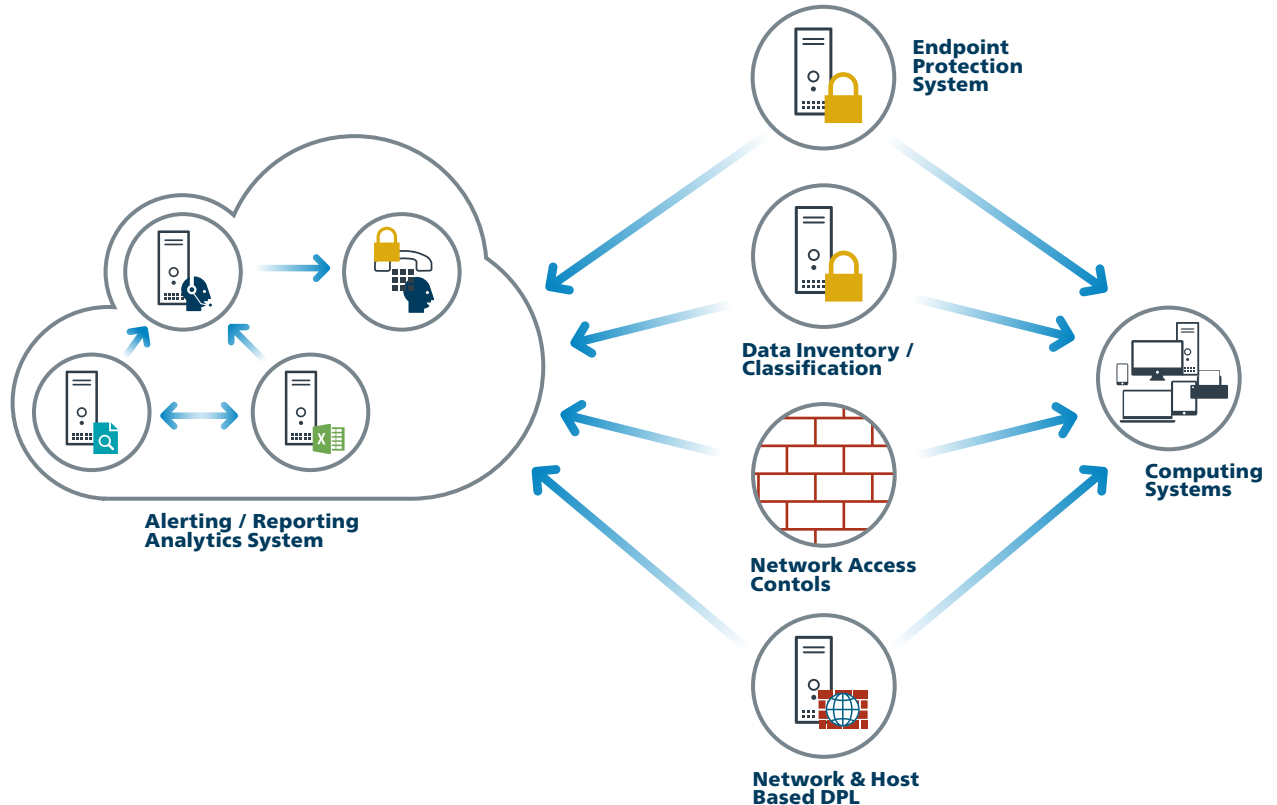 Endpoint
Protection
System
Data Inventory /
Classification
Computing
Systems
Alerting / Reporting
Analytics System
Network Access
Contols
Network & Host
Based DPL
X